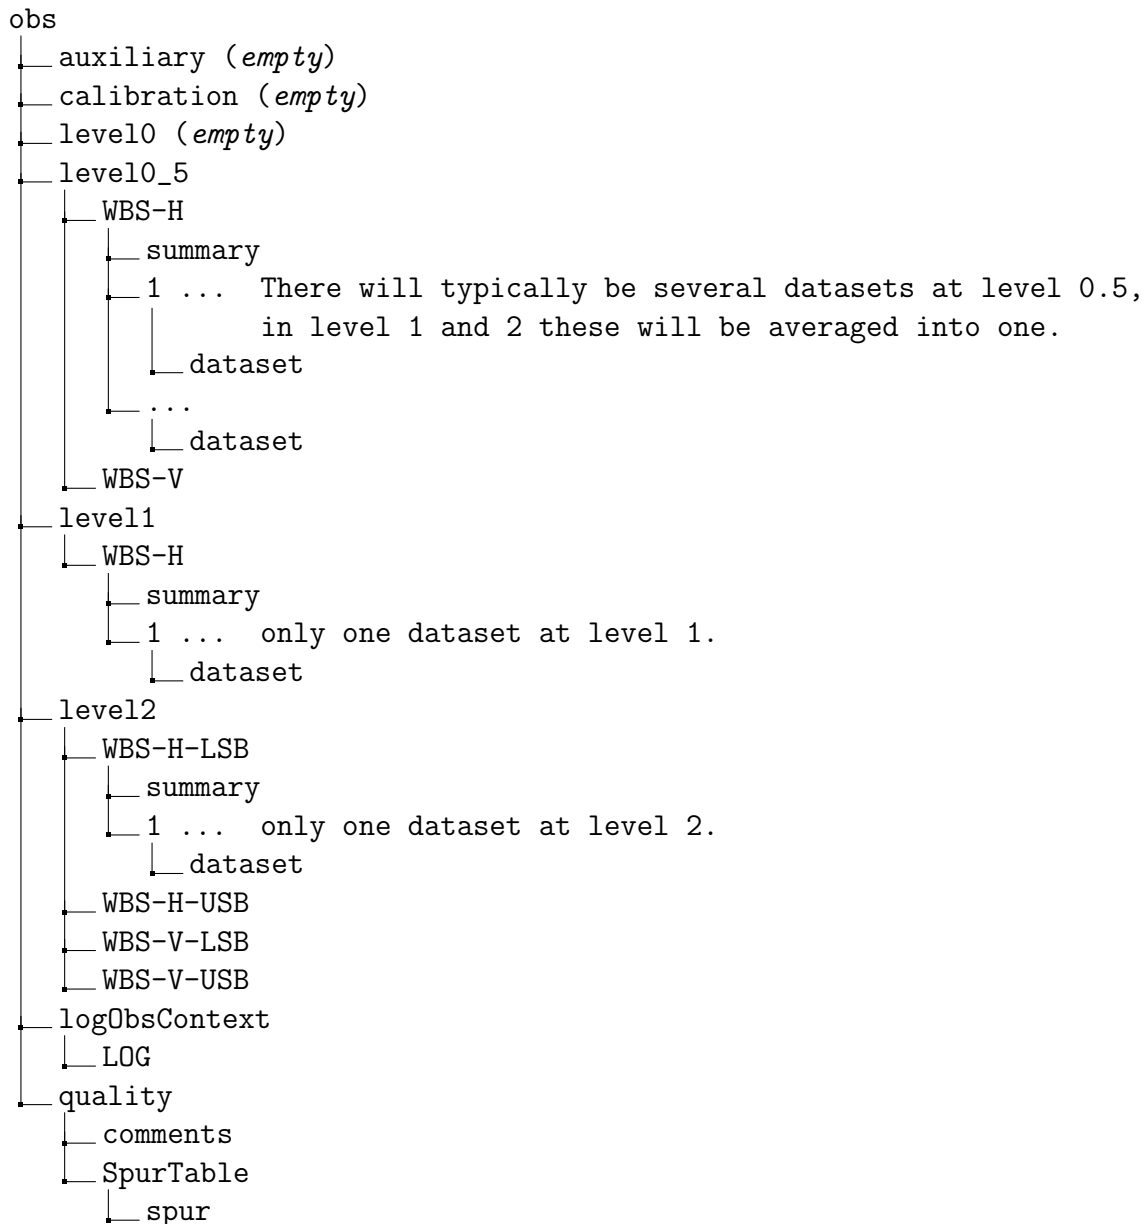 obs
auxiliary (empty)
calibration (empty)
level0 (empty)
level0_5
WBS-H
summary
1 ... There will typically be several datasets at level 0.5,
in level 1 and 2 these will be averaged into one.
dataset
...
dataset
WBS-V
level1
WBS-H
summary
1 ... only one dataset at level 1.
dataset
level2
WBS-H-LSB
summary
1 ... only one dataset at level 2.
dataset
WBS-H-USB
WBS-V-LSB
WBS-V-USB
logObsContext
LOG
quality
comments
SpurTable
spur